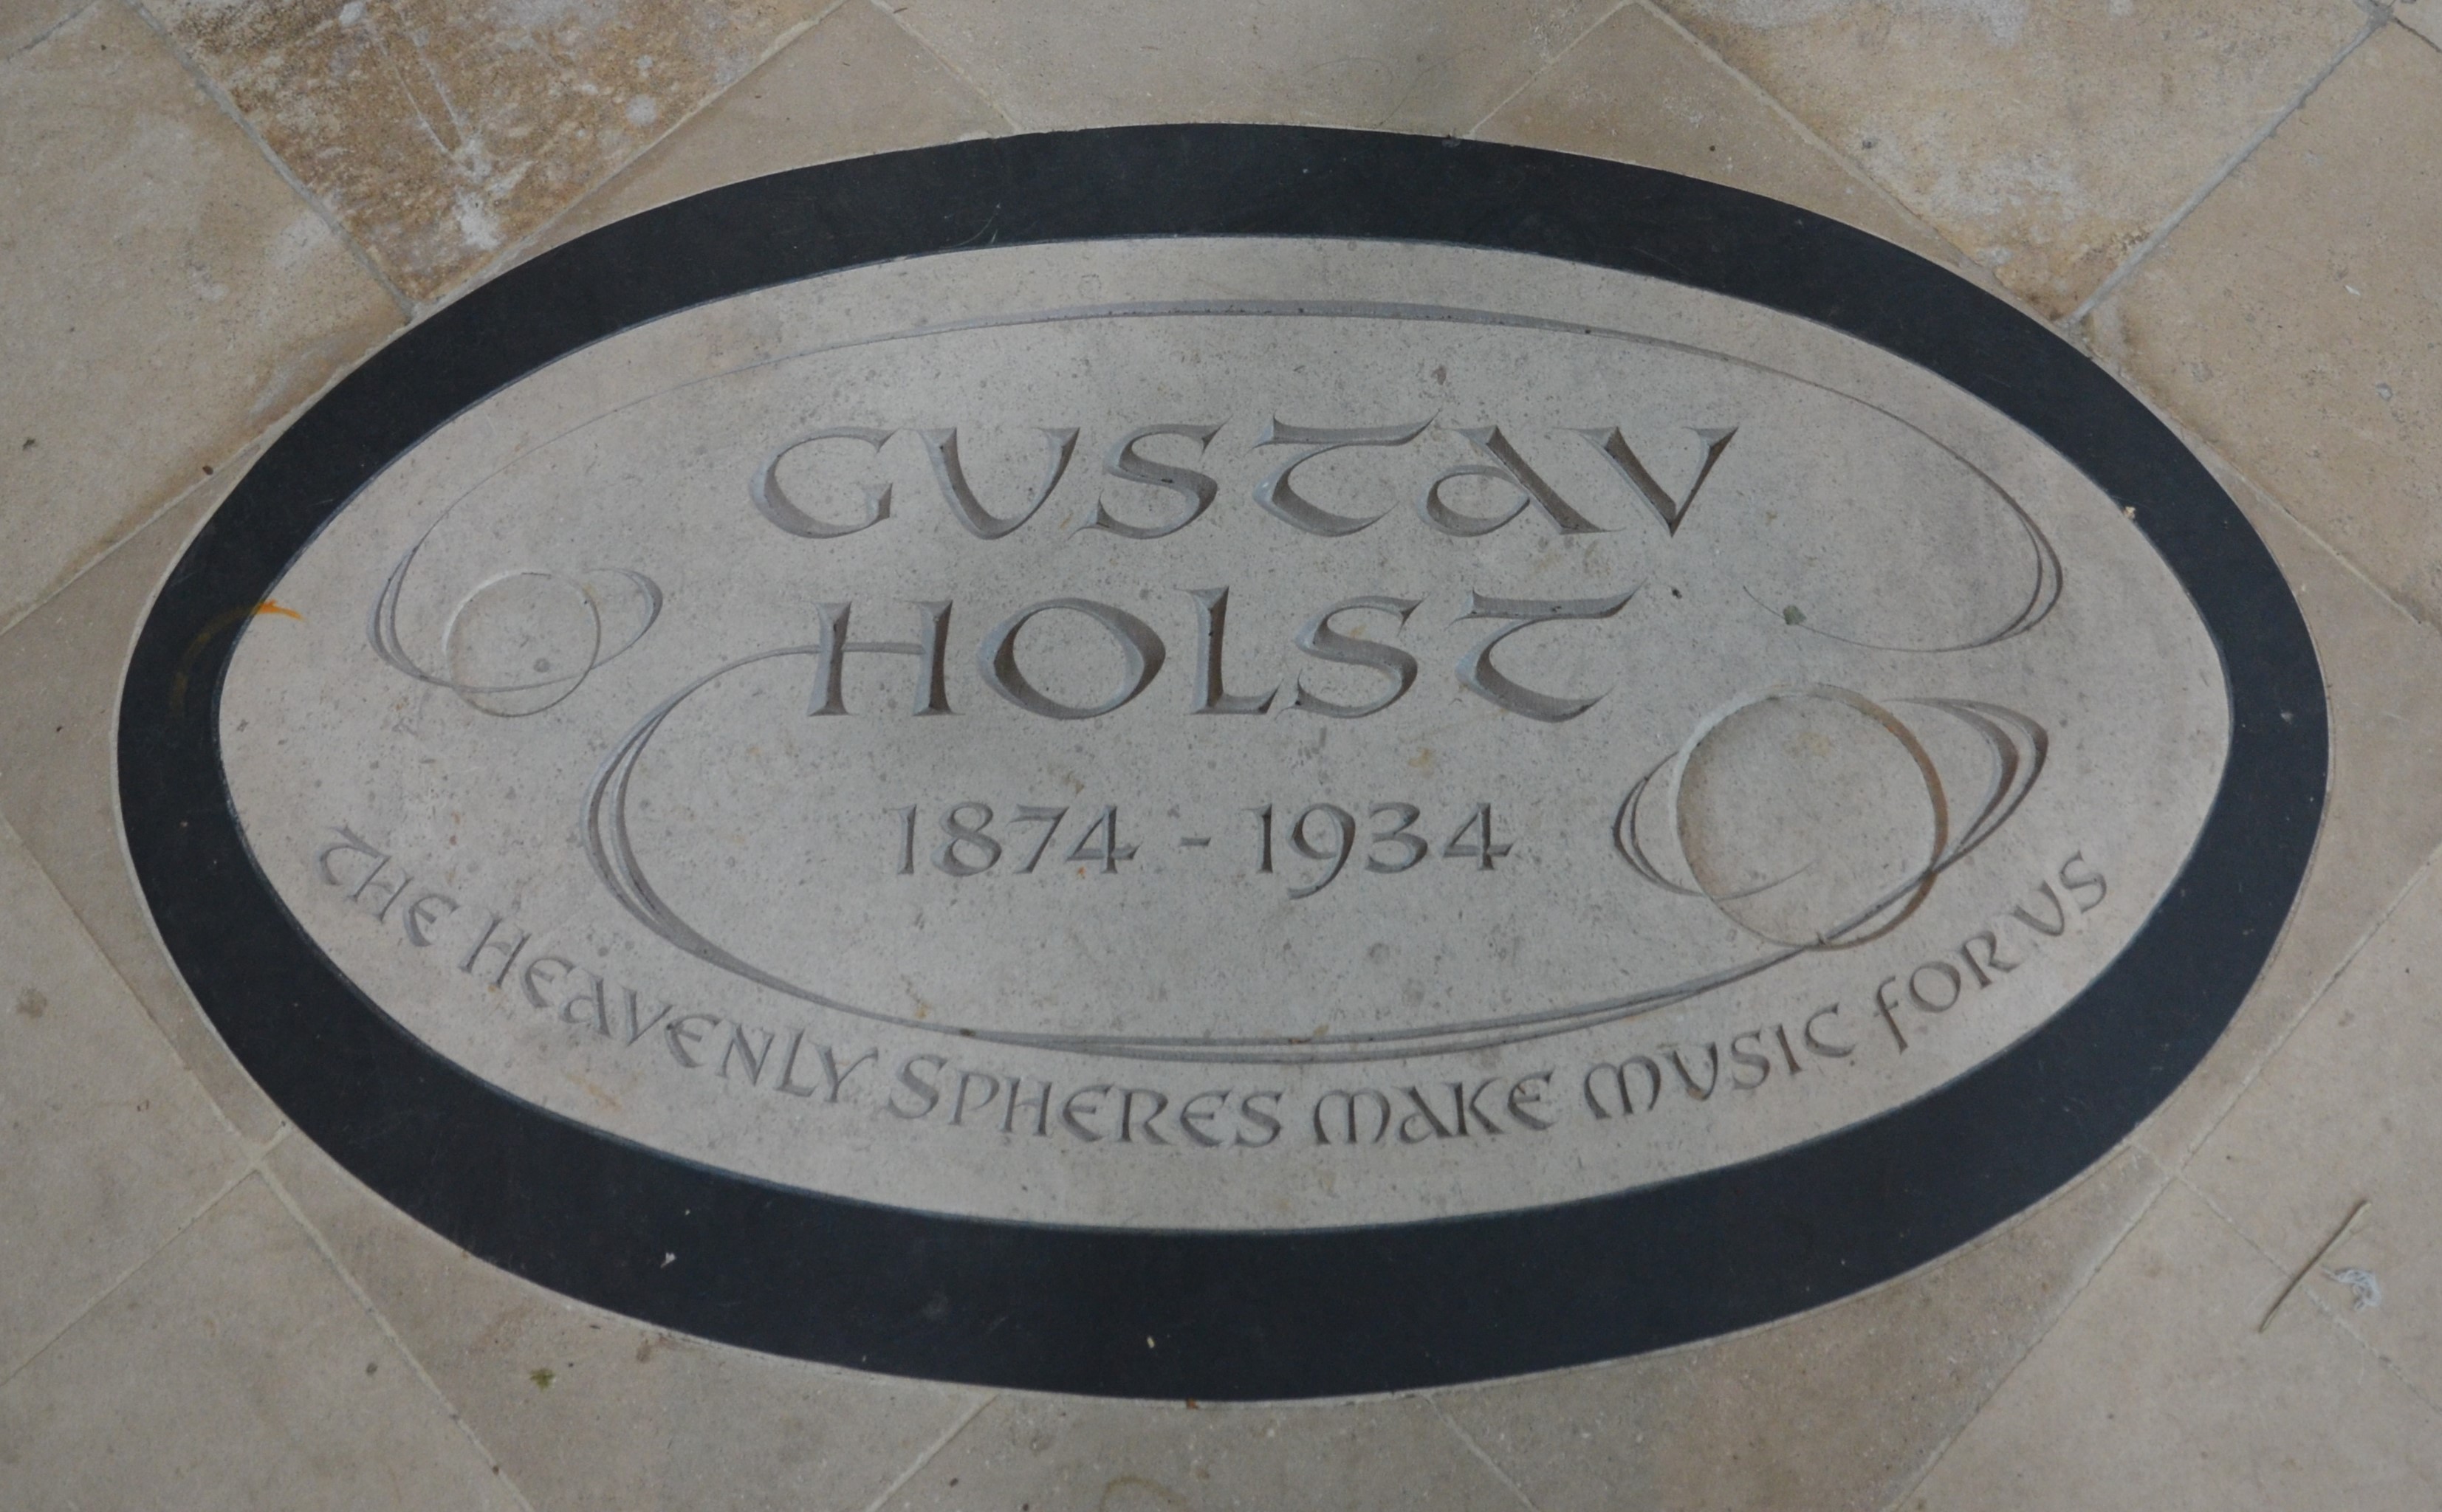 GUSTAV
HOLST
1874 - 1934
THE HEAVENLY SPHERES MAKE MUSIC FOR US